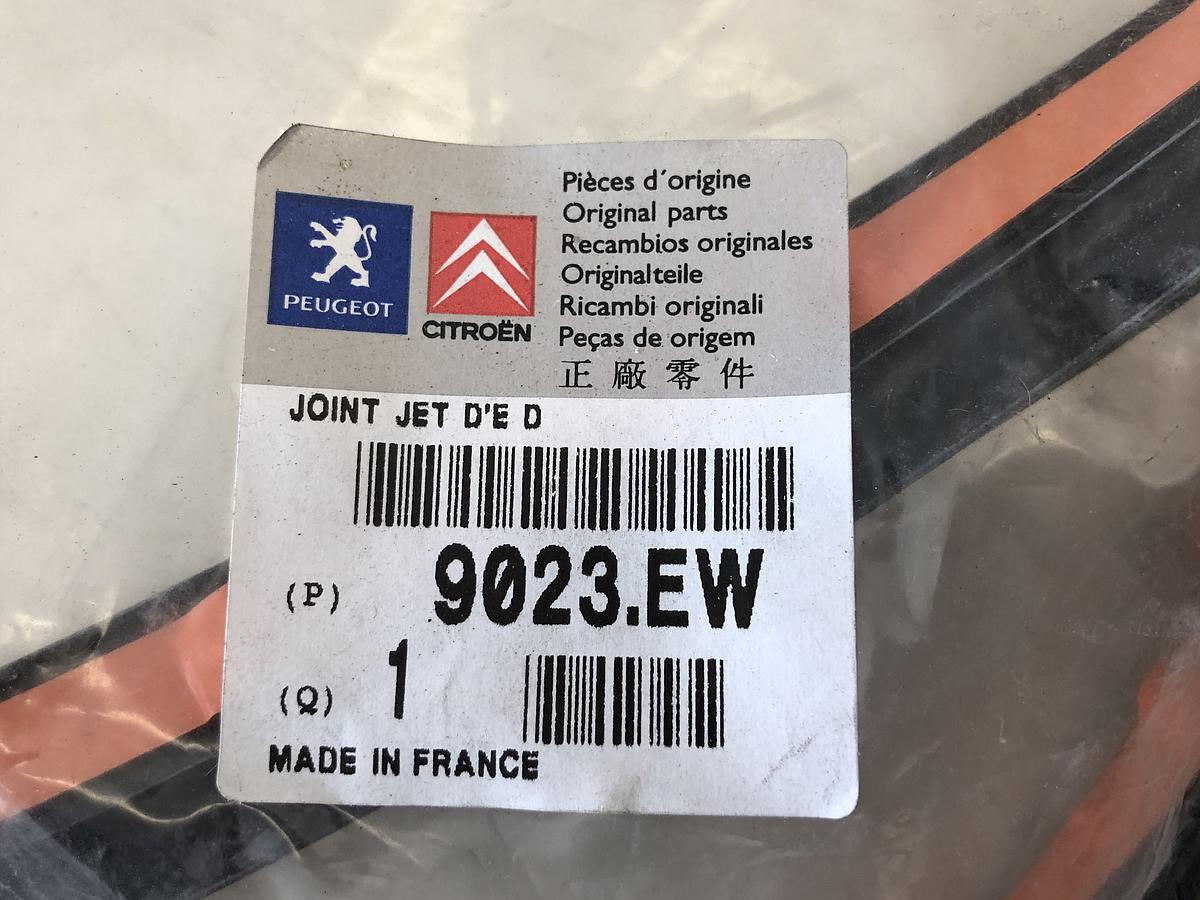 PEUGEOT
CITROËN
Pièces d´origine
Original parts
Recambios originales
Originalteile
Ricambi originali
Peças de origem
正廠零件
JOINT JET D'E D
(P) 9023.EW
(Q) 1
MADE IN FRANCE